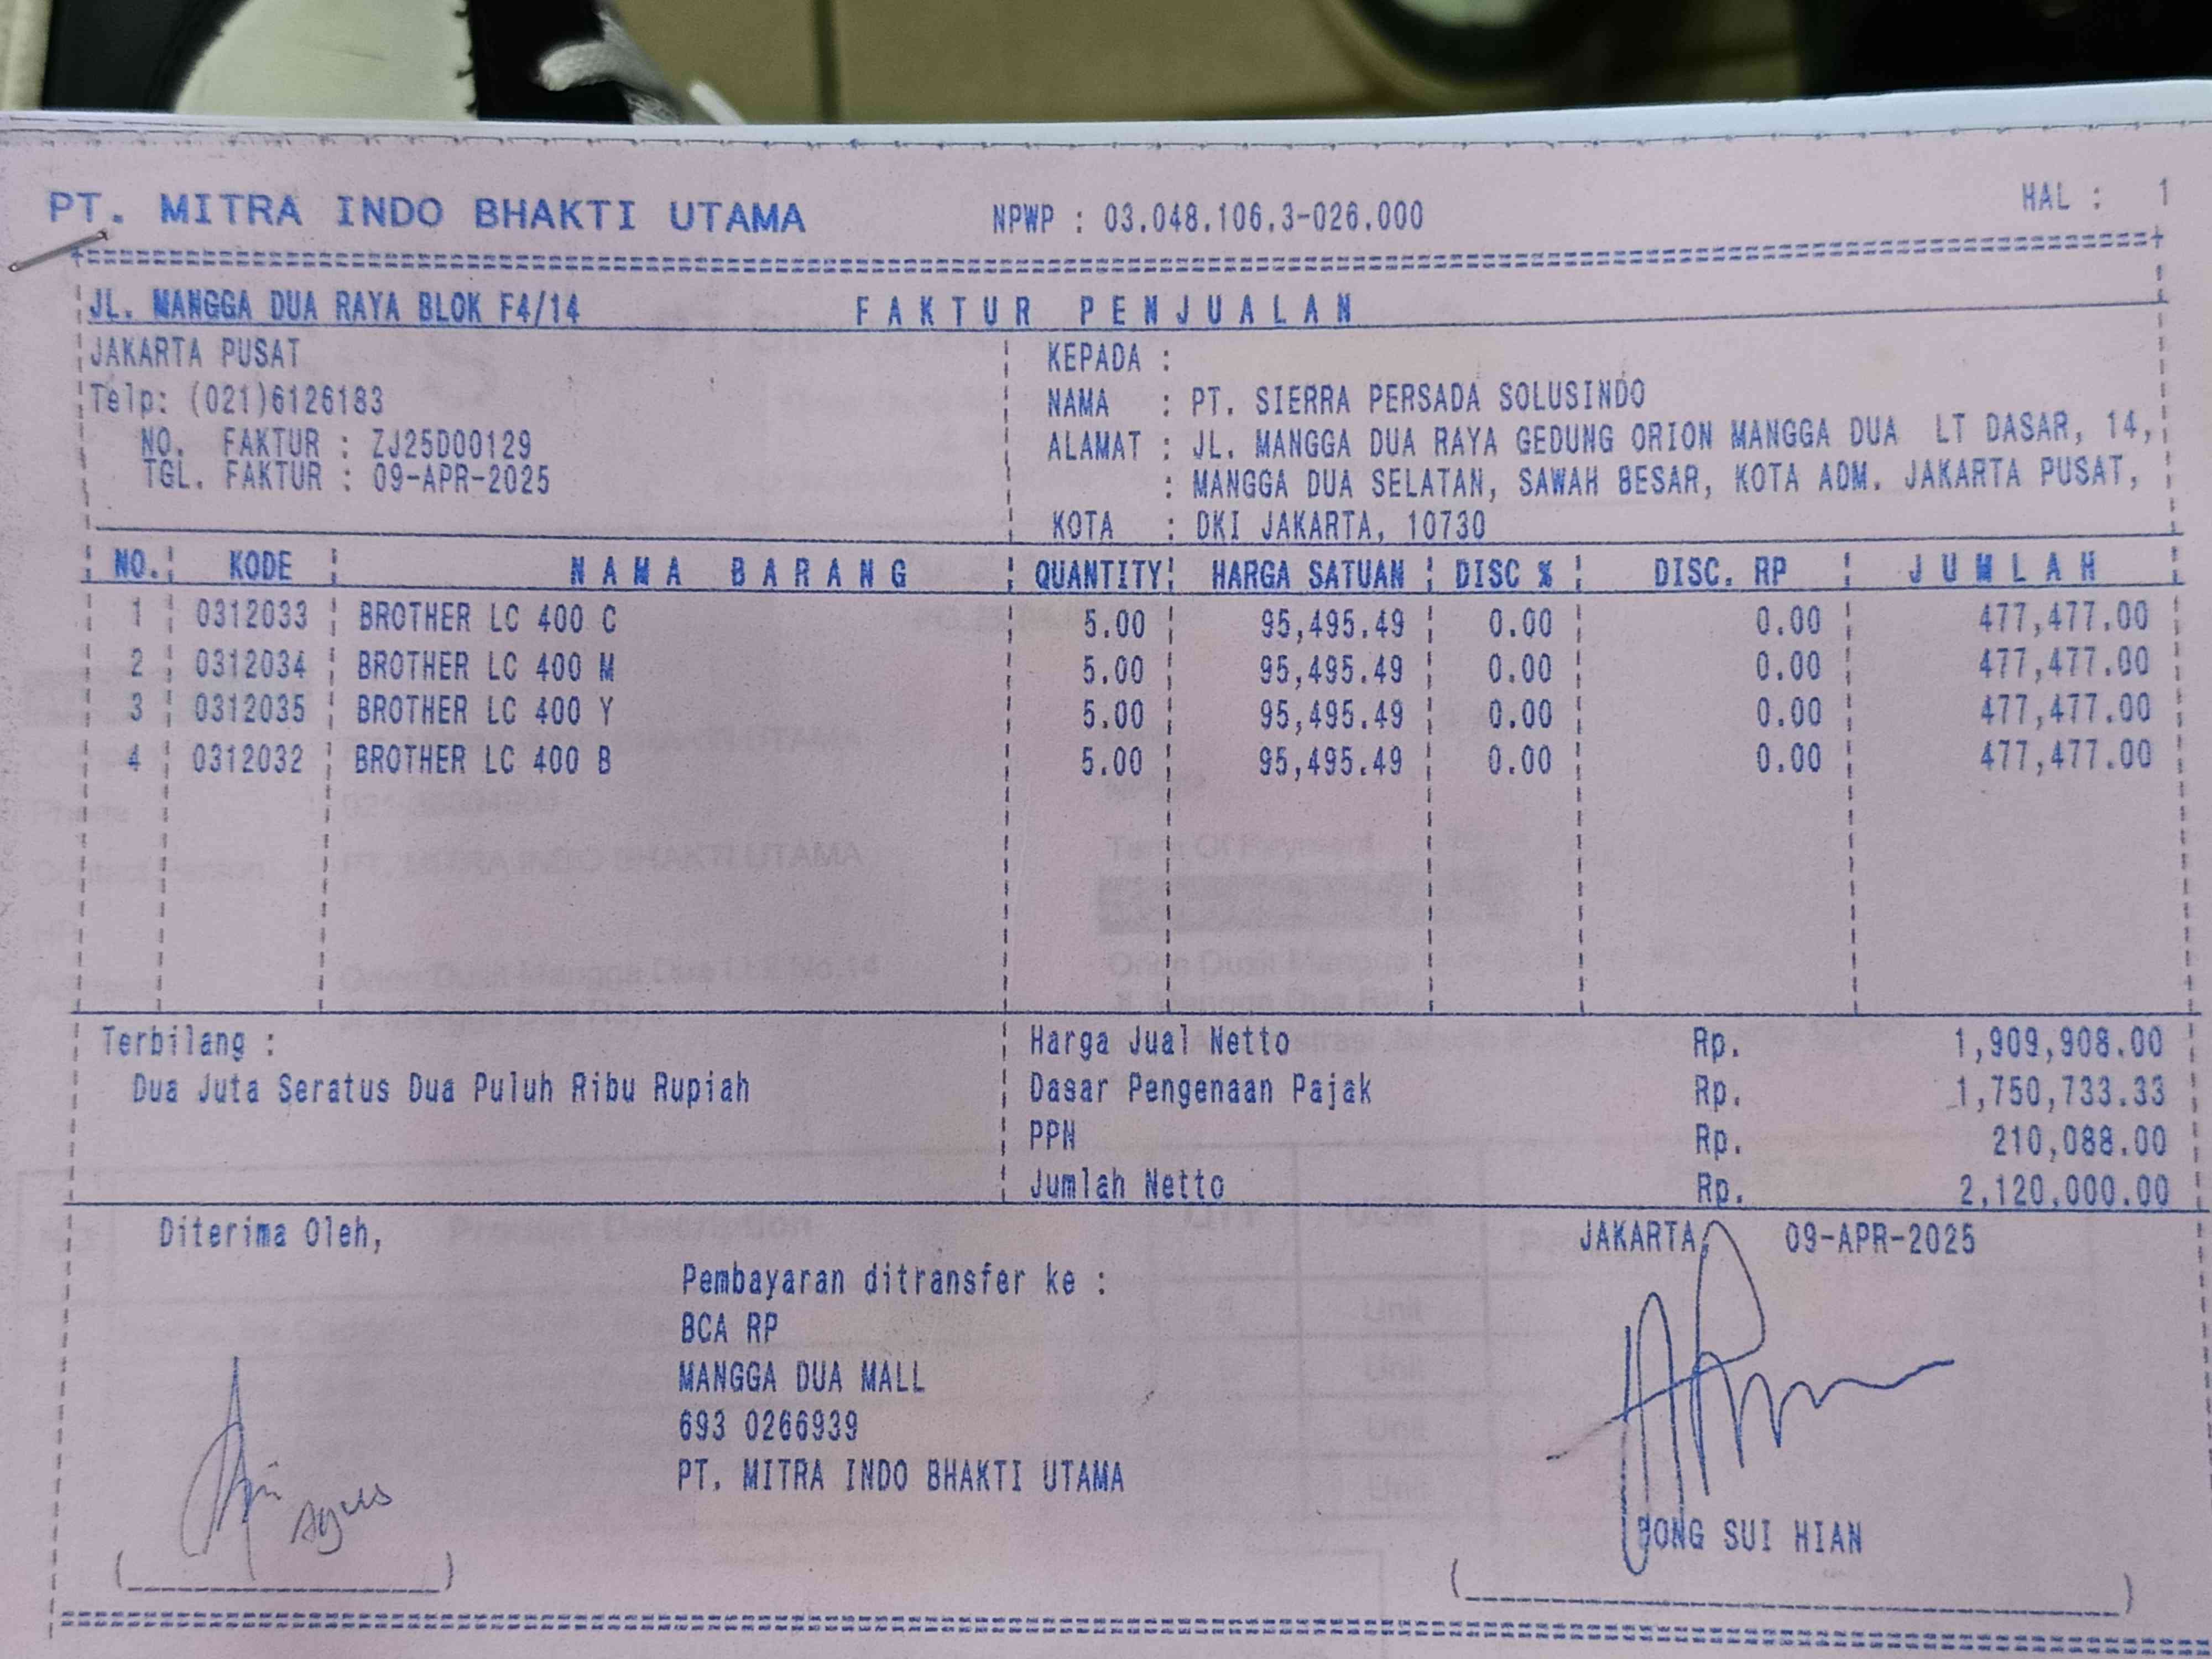 PT. MITRA INDO BHAKTI UTAMA NPWP : 03.048.106.3-026.000 HAL : 1
JL. MANGGA DUA RAYA BLOK F4/14 FAKTUR PENJUALAN
JAKARTA PUSAT
Telp: (021)6126183
NO. FAKTUR : ZJ25D00129
TGL. FAKTUR : 09-APR-2025
KEPADA :
NAMA : PT. SIERRA PERSADA SOLUSINDO
ALAMAT : JL. MANGGA DUA RAYA GEDUNG ORION MANGGA DUA LT DASAR, 14,
: MANGGA DUA SELATAN, SAWAH BESAR, KOTA ADM. JAKARTA PUSAT,
KOTA : DKI JAKARTA, 10730
NO. KODE NAMA BARANG QUANTITY HARGA SATUAN DISC % DISC. RP JUMLAH
1 0312033 BROTHER LC 400 C 5.00 95,495.49 0.00 0.00 477,477.00
2 0312034 BROTHER LC 400 M 5.00 95,495.49 0.00 0.00 477,477.00
3 0312035 BROTHER LC 400 Y 5.00 95,495.49 0.00 0.00 477,477.00
4 0312032 BROTHER LC 400 B 5.00 95,495.49 0.00 0.00 477,477.00
Terbilang :
Dua Juta Seratus Dua Puluh Ribu Rupiah
Harga Jual Netto Rp. 1,909,908.00
Dasar Pengenaan Pajak Rp. 1,750,733.33
PPN Rp. 210,088.00
Jumlah Netto Rp. 2,120,000.00
Diterima Oleh,
JAKARTA, 09-APR-2025
Pembayaran ditransfer ke :
BCA RP
MANGGA DUA MALL
693 0266939
PT. MITRA INDO BHAKTI UTAMA
Agus
SUI HIAN